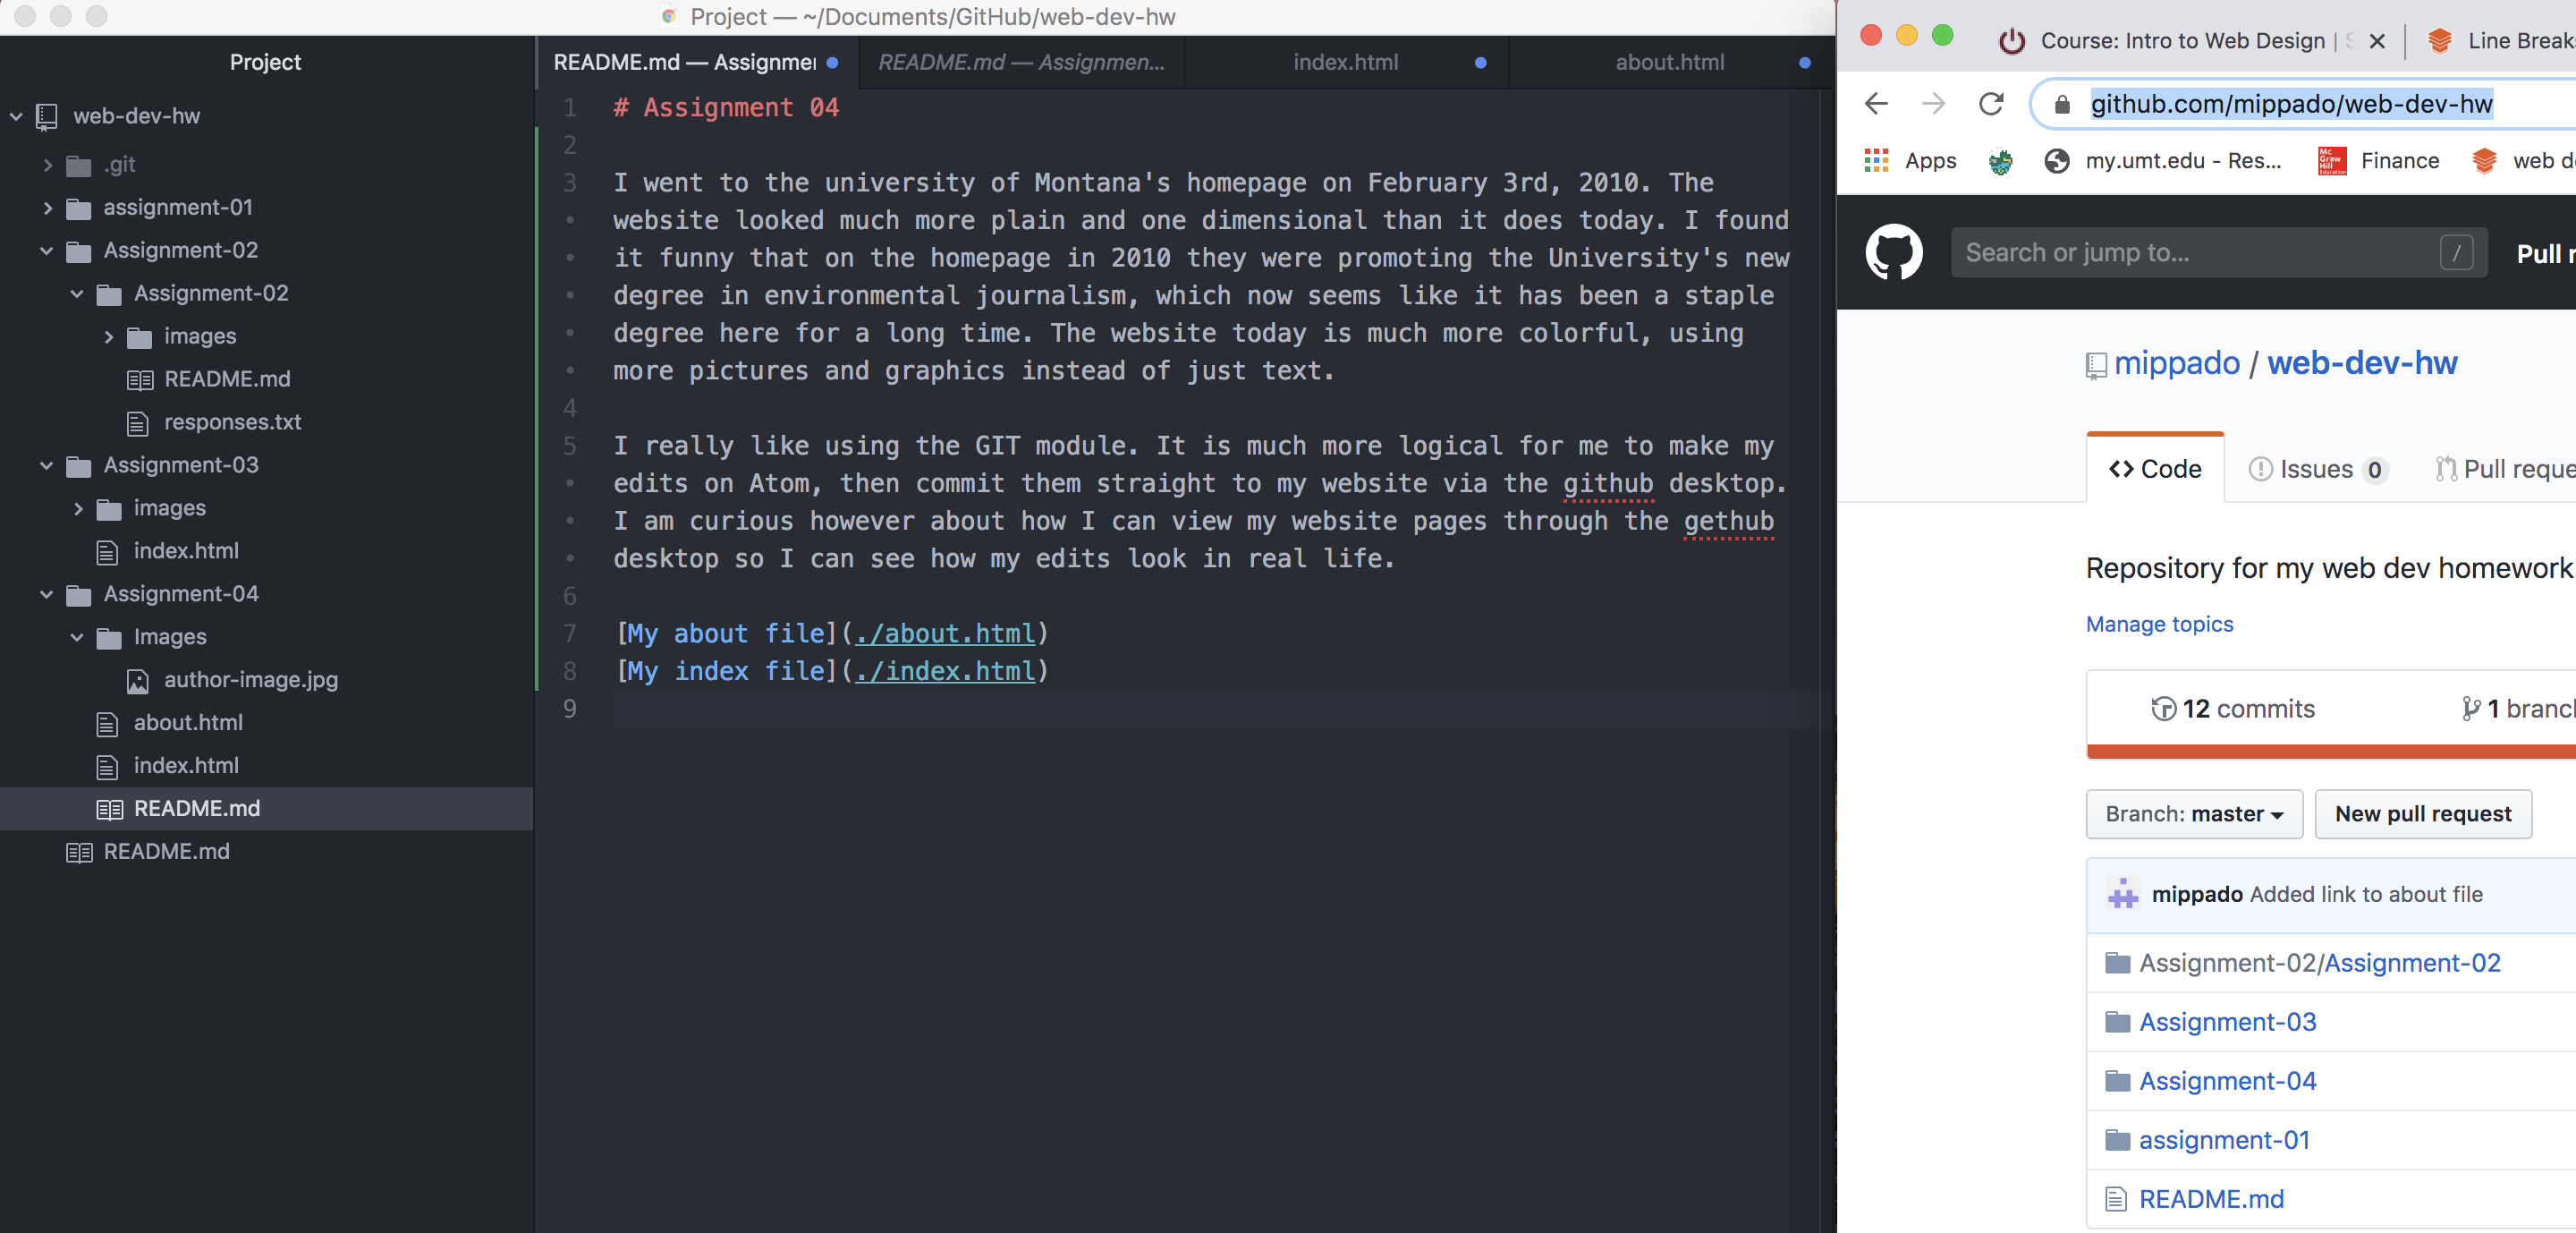 Project — ~/Documents/GitHub/web-dev-hw
Project
web-dev-hw
.git
assignment-01
Assignment-02
Assignment-02
images
README.md
responses.txt
Assignment-03
images
index.html
Assignment-04
Images
author-image.jpg
about.html
index.html
README.md
README.md
README.md — Assignme
README.md — Assignmen...
index.html
about.html
1 # Assignment 04
2
3 I went to the university of Montana's homepage on February 3rd, 2010. The
• website looked much more plain and one dimensional than it does today. I found
• it funny that on the homepage in 2010 they were promoting the University's new
• degree in environmental journalism, which now seems like it has been a staple
• degree here for a long time. The website today is much more colorful, using
• more pictures and graphics instead of just text.
4
5 I really like using the GIT module. It is much more logical for me to make my
• edits on Atom, then commit them straight to my website via the github desktop.
• I am curious however about how I can view my website pages through the gethub
• desktop so I can see how my edits look in real life.
6
7 [My about file](./about.html)
8 [My index file](./index.html)
9
Course: Intro to Web Design |
Line Break
github.com/mippado/web-dev-hw
Apps
my.umt.edu - Res...
Mc Graw Hill Education
Finance
web d
Search or jump to...
/
Pull r
mippado / web-dev-hw
Code
Issues 0
Pull reque
Repository for my web dev homework
Manage topics
12 commits
1 branch
Branch: master
New pull request
mippado Added link to about file
Assignment-02/Assignment-02
Assignment-03
Assignment-04
assignment-01
README.md